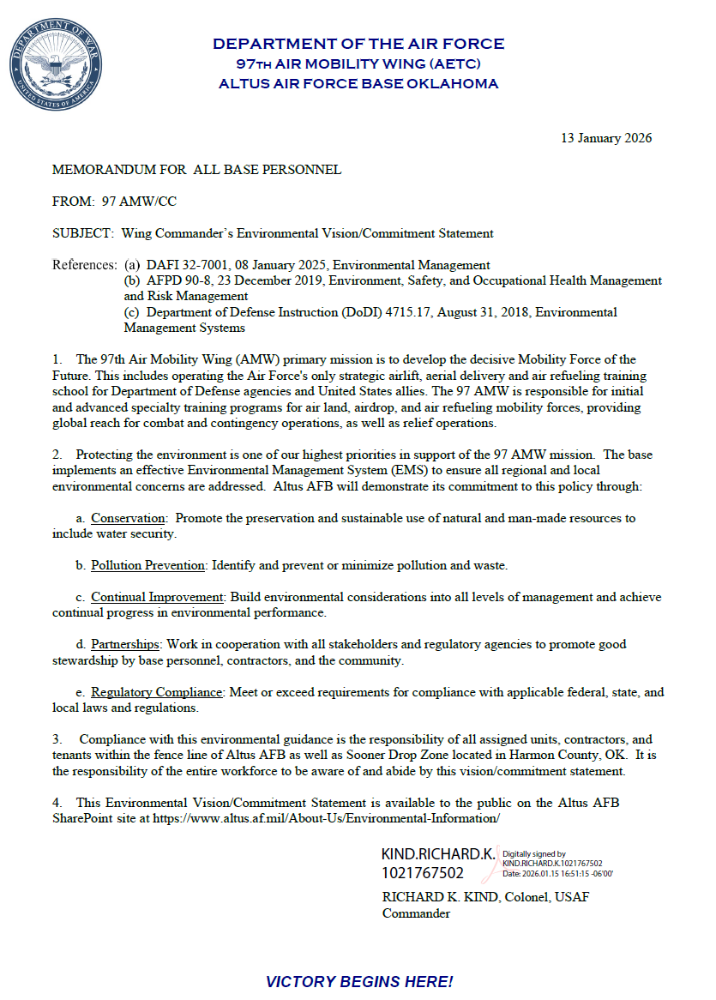 DEPARTMENT OF WAR
UNITED STATES OF AMERICA
DEPARTMENT OF THE AIR FORCE
97TH AIR MOBILITY WING (AETC)
ALTUS AIR FORCE BASE OKLAHOMA
13 January 2026
MEMORANDUM FOR  ALL BASE PERSONNEL
FROM:  97 AMW/CC
SUBJECT:  Wing Commander's Environmental Vision/Commitment Statement
References:  (a)  DAFI 32-7001, 08 January 2025, Environmental Management
(b)  AFPD 90-8, 23 December 2019, Environment, Safety, and Occupational Health Management
and Risk Management
(c)  Department of Defense Instruction (DoDI) 4715.17, August 31, 2018, Environmental
Management Systems
1.    The 97th Air Mobility Wing (AMW) primary mission is to develop the decisive Mobility Force of the
Future. This includes operating the Air Force's only strategic airlift, aerial delivery and air refueling training
school for Department of Defense agencies and United States allies. The 97 AMW is responsible for initial
and advanced specialty training programs for air land, airdrop, and air refueling mobility forces, providing
global reach for combat and contingency operations, as well as relief operations.
2.    Protecting the environment is one of our highest priorities in support of the 97 AMW mission.  The base
implements an effective Environmental Management System (EMS) to ensure all regional and local
environmental concerns are addressed.  Altus AFB will demonstrate its commitment to this policy through:
a.  Conservation:  Promote the preservation and sustainable use of natural and man-made resources to
include water security.
b.  Pollution Prevention: Identify and prevent or minimize pollution and waste.
c.  Continual Improvement: Build environmental considerations into all levels of management and achieve
continual progress in environmental performance.
d.  Partnerships: Work in cooperation with all stakeholders and regulatory agencies to promote good
stewardship by base personnel, contractors, and the community.
e.  Regulatory Compliance: Meet or exceed requirements for compliance with applicable federal, state, and
local laws and regulations.
3.    Compliance with this environmental guidance is the responsibility of all assigned units, contractors, and
tenants within the fence line of Altus AFB as well as Sooner Drop Zone located in Harmon County, OK.  It is
the responsibility of the entire workforce to be aware of and abide by this vision/commitment statement.
4.   This Environmental Vision/Commitment Statement is available to the public on the Altus AFB
SharePoint site at https://www.altus.af.mil/About-Us/Environmental-Information/
KIND.RICHARD.K.
1021767502
Digitally signed by
KIND.RICHARD.K.1021767502
Date: 2026.01.15 16:51:15 -06'00'
RICHARD K. KIND, Colonel, USAF
Commander
VICTORY BEGINS HERE!